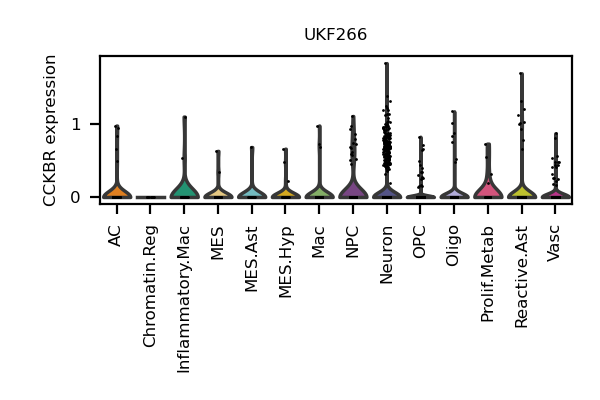 UKF266
CCKBR expression
1
0
AC
Chromatin.Reg
Inflammatory.Mac
MES
MES.Ast
MES.Hyp
Mac
NPC
Neuron
OPC
Oligo
Prolif.Metab
Reactive.Ast
Vasc